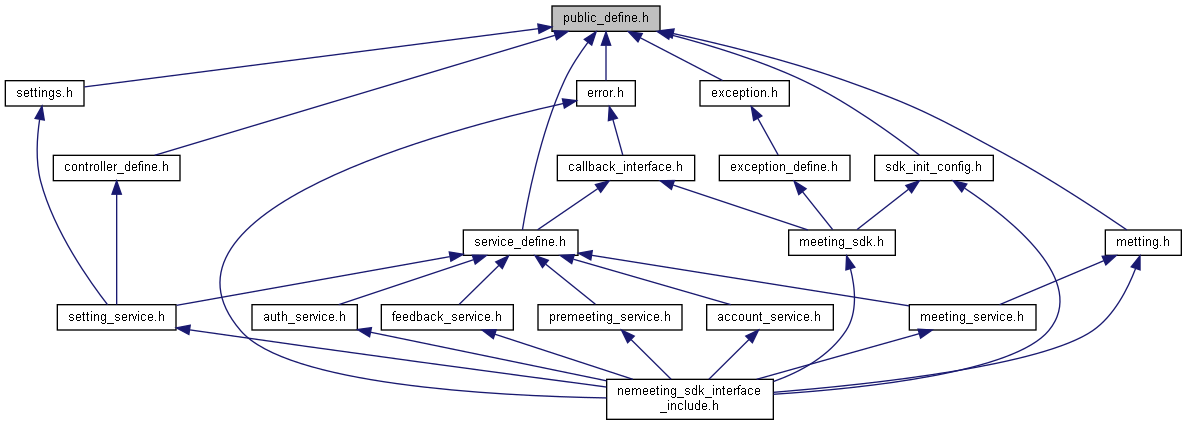 public_define.h
settings.h
error.h
exception.h
controller_define.h
callback_interface.h
exception_define.h
sdk_init_config.h
service_define.h
meeting_sdk.h
metting.h
setting_service.h
auth_service.h
feedback_service.h
premeeting_service.h
account_service.h
meeting_service.h
nemeeting_sdk_interface
_include.h